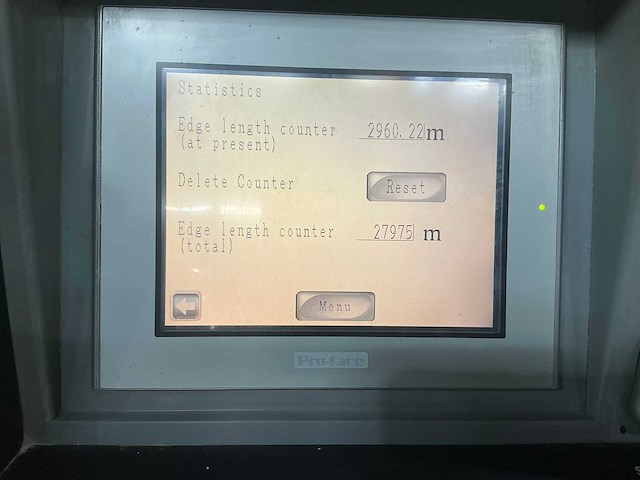 Statistics
Edge length counter 2960.22 m
(at present)
Delete Counter Reset
Edge length counter 27975 m
(total)
Menu
Pro-face